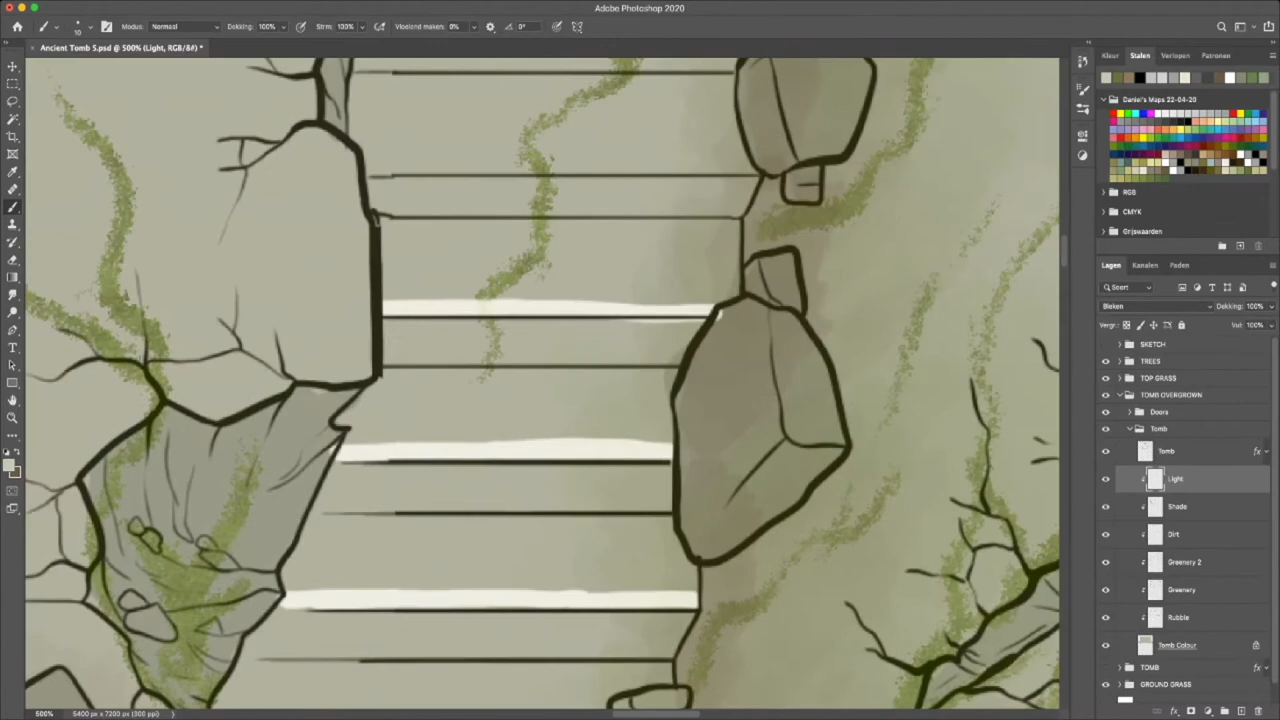 Adobe Photoshop 2020
10 Modus: Normaal Dekking: 100% Strm: 100% Vloeiend maken: 0% 0°
Ancient Tomb 5.psd @ 500% (Light, RGB/8#) *
Kleur Stalen Verlopen Patronen
Daniel's Maps 22-04-20
RGB
CMYK
Grijswaarden
Lagen Kanalen Paden
Soort
Bleken Dekking: 100%
Vergr.: Vul: 100%
SKETCH
TREES
TOP GRASS
TOMB OVERGROWN
Doors
Tomb
Tomb fx
Light
Shade
Dirt
Greenery 2
Greenery
Rubble
Tomb Colour
TOMB fx
GROUND GRASS
500% 5400 px x 7200 px (300 ppi)